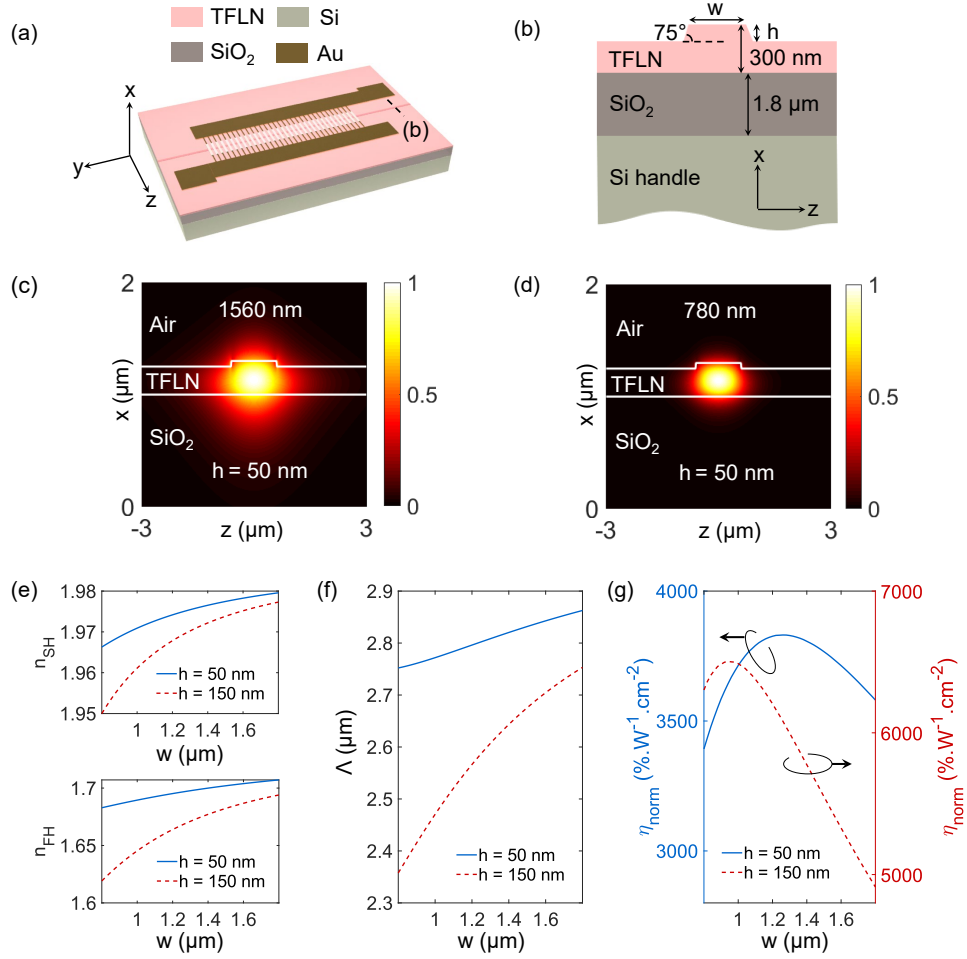 (a)
TFLN
Si
SiO2
Au
x
y
z
(b)
(b)
w
75°
h
TFLN
300 nm
SiO2
1.8 µm
Si handle
x
z
(c)
2
1560 nm
Air
TFLN
SiO2
h = 50 nm
x (µm)
0
-3
z (µm)
3
1
0.5
0
(d)
2
780 nm
Air
TFLN
SiO2
h = 50 nm
x (µm)
0
-3
z (µm)
3
1
0.5
0
(e)
1.98
1.97
1.96
1.95
nSH
h = 50 nm
h = 150 nm
1 1.2 1.4 1.6
w (µm)
1.7
1.65
1.6
nFH
h = 50 nm
h = 150 nm
1 1.2 1.4 1.6
w (µm)
(f)
2.9
2.8
2.7
2.6
2.5
2.4
2.3
Λ (µm)
h = 50 nm
h = 150 nm
1 1.2 1.4 1.6
w (µm)
(g)
4000
3500
3000
ηnorm (%.W-1.cm-2)
7000
6000
5000
ηnorm (%.W-1.cm-2)
h = 50 nm
h = 150 nm
1 1.2 1.4 1.6
w (µm)